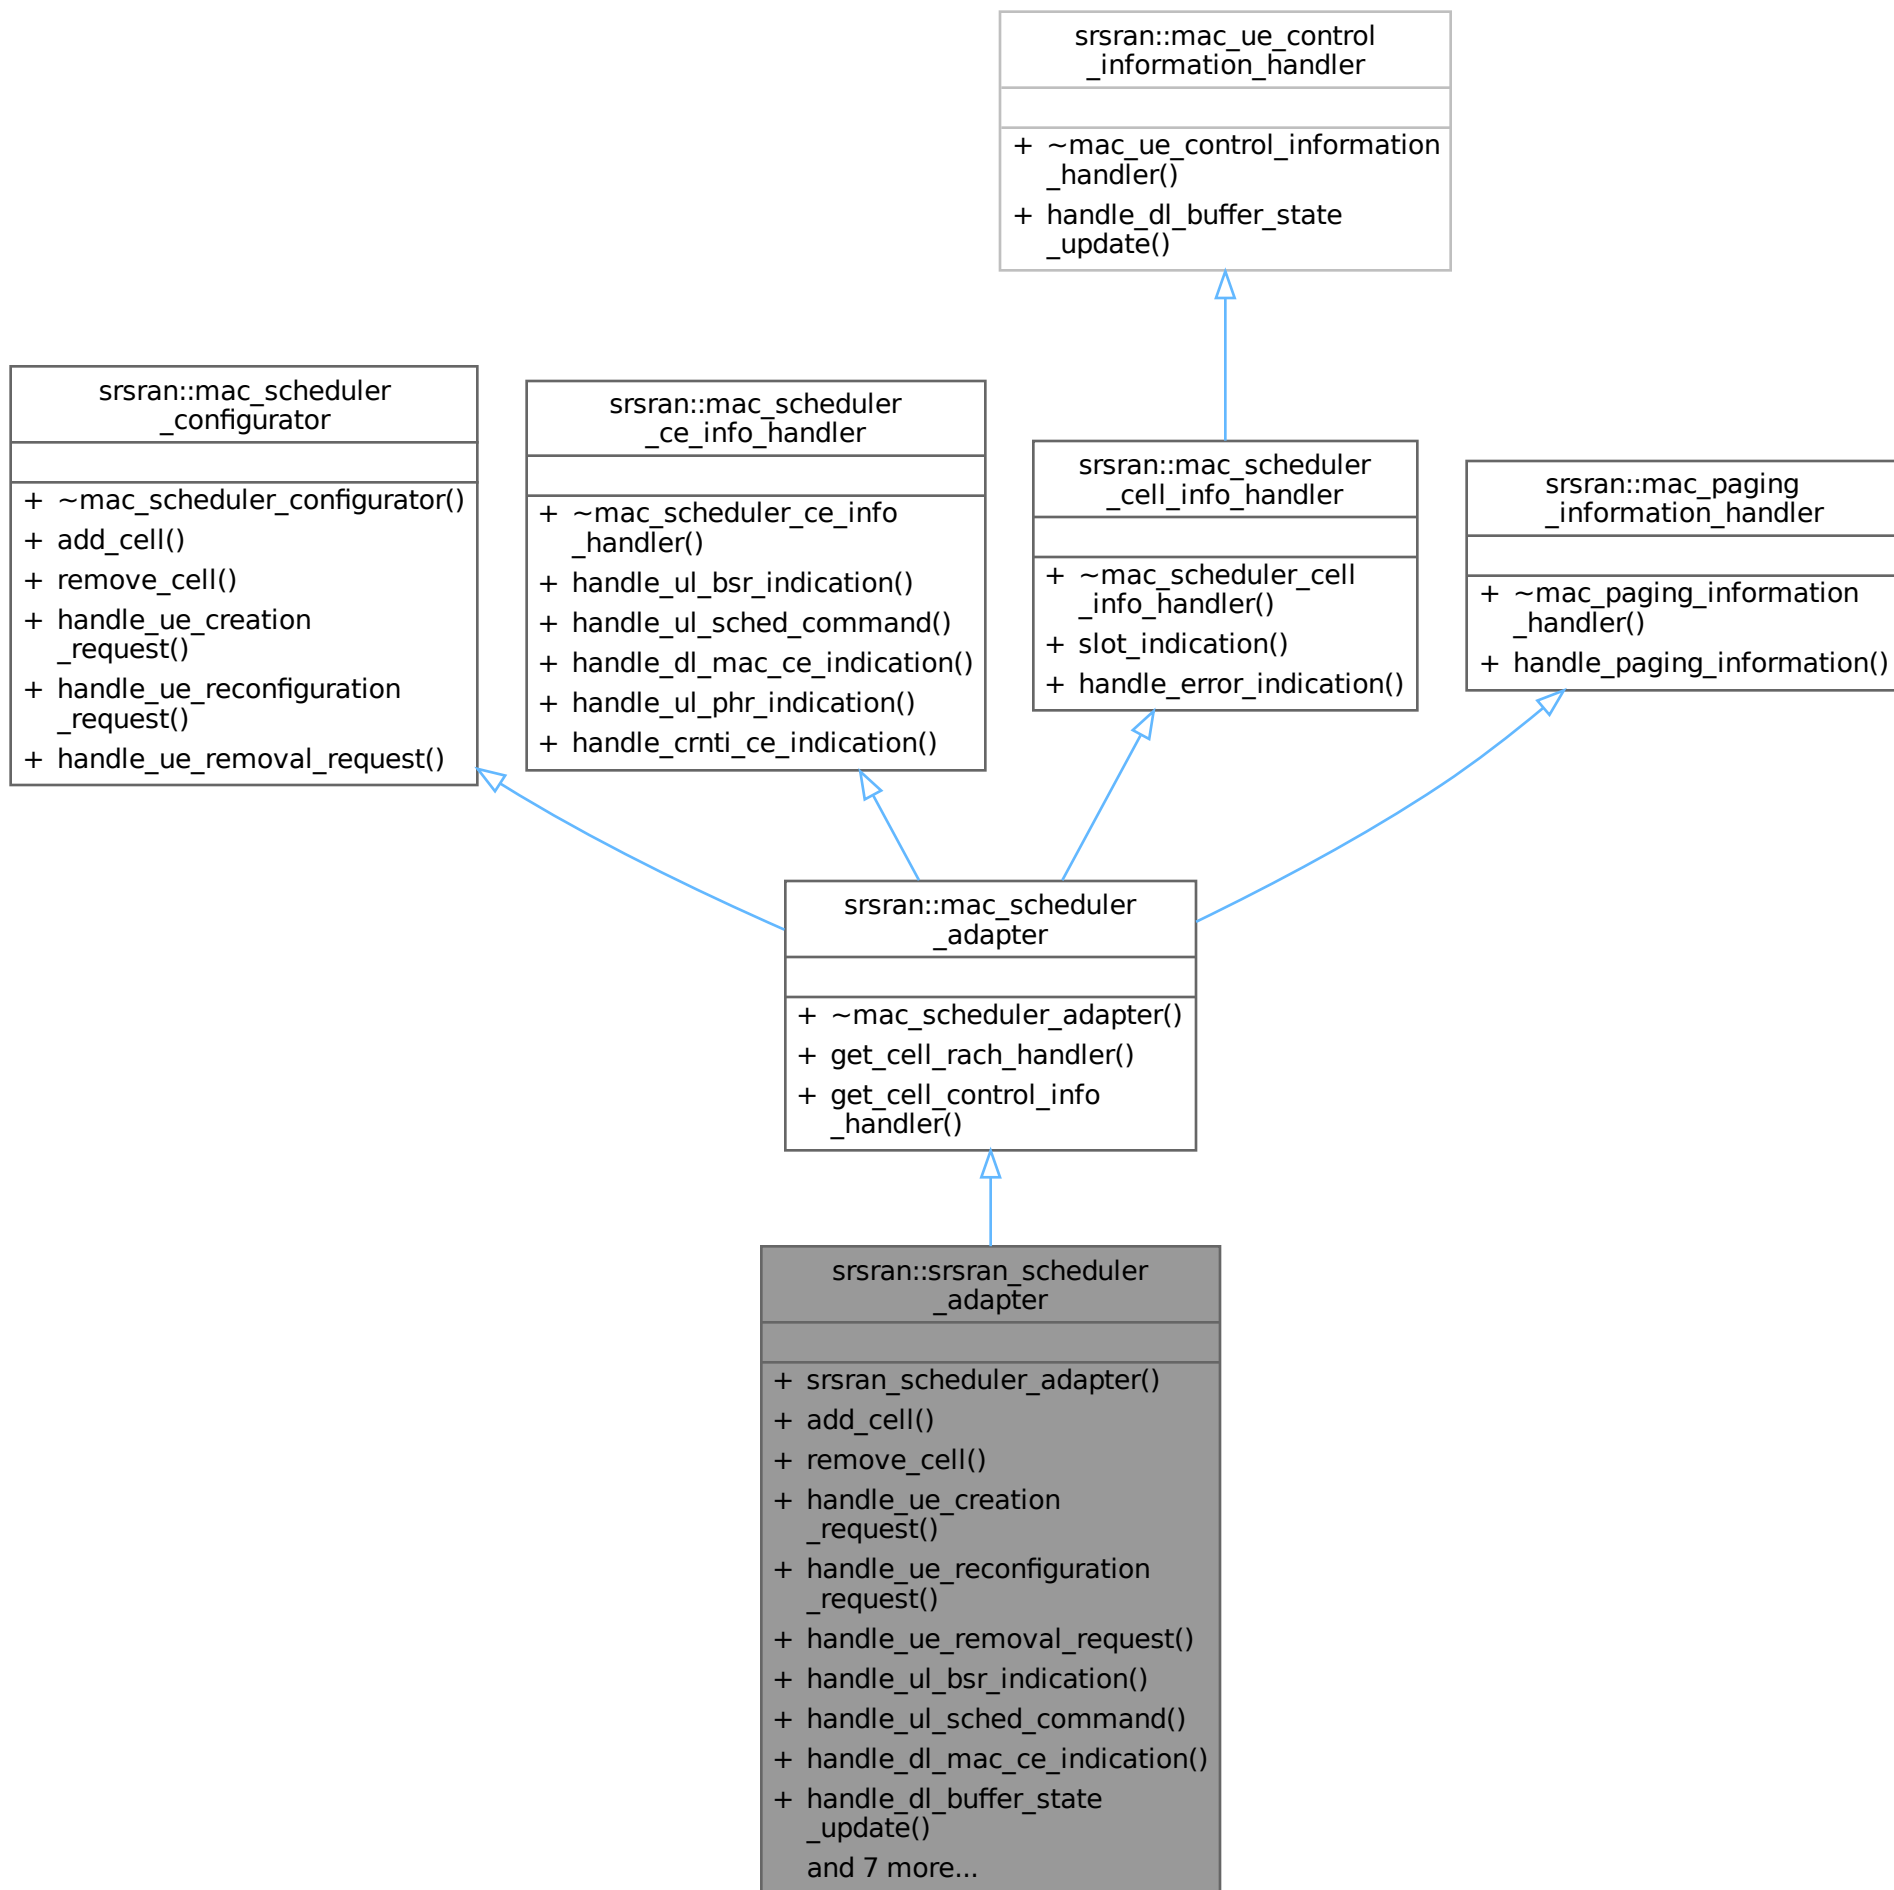 srsran::mac_ue_control
_information_handler
+ ~mac_ue_control_information
_handler()
+ handle_dl_buffer_state
_update()
srsran::mac_scheduler
_configurator
+ ~mac_scheduler_configurator()
+ add_cell()
+ remove_cell()
+ handle_ue_creation
_request()
+ handle_ue_reconfiguration
_request()
+ handle_ue_removal_request()
srsran::mac_scheduler
_ce_info_handler
+ ~mac_scheduler_ce_info
_handler()
+ handle_ul_bsr_indication()
+ handle_ul_sched_command()
+ handle_dl_mac_ce_indication()
+ handle_ul_phr_indication()
+ handle_crnti_ce_indication()
srsran::mac_scheduler
_cell_info_handler
+ ~mac_scheduler_cell
_info_handler()
+ slot_indication()
+ handle_error_indication()
srsran::mac_paging
_information_handler
+ ~mac_paging_information
_handler()
+ handle_paging_information()
srsran::mac_scheduler
_adapter
+ ~mac_scheduler_adapter()
+ get_cell_rach_handler()
+ get_cell_control_info
_handler()
srsran::srsran_scheduler
_adapter
+ srsran_scheduler_adapter()
+ add_cell()
+ remove_cell()
+ handle_ue_creation
_request()
+ handle_ue_reconfiguration
_request()
+ handle_ue_removal_request()
+ handle_ul_bsr_indication()
+ handle_ul_sched_command()
+ handle_dl_mac_ce_indication()
+ handle_dl_buffer_state
_update()
and 7 more...